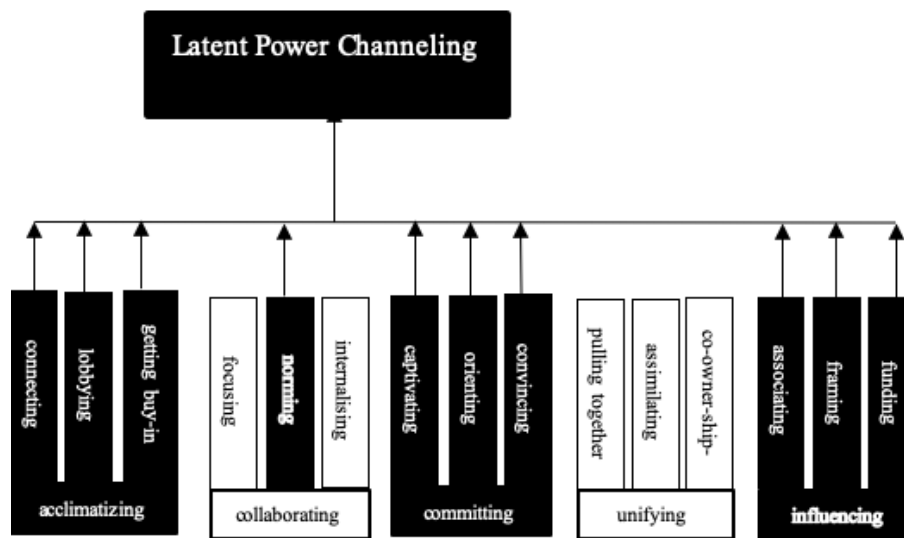 Latent Power Channeling
connecting
lobbying
getting buy-in
acclimatizing
focusing
norming
internalising
collaborating
captivating
orienting
convincing
committing
pulling together
assimilating
co-owner-ship-
unifying
associating
framing
funding
influencing